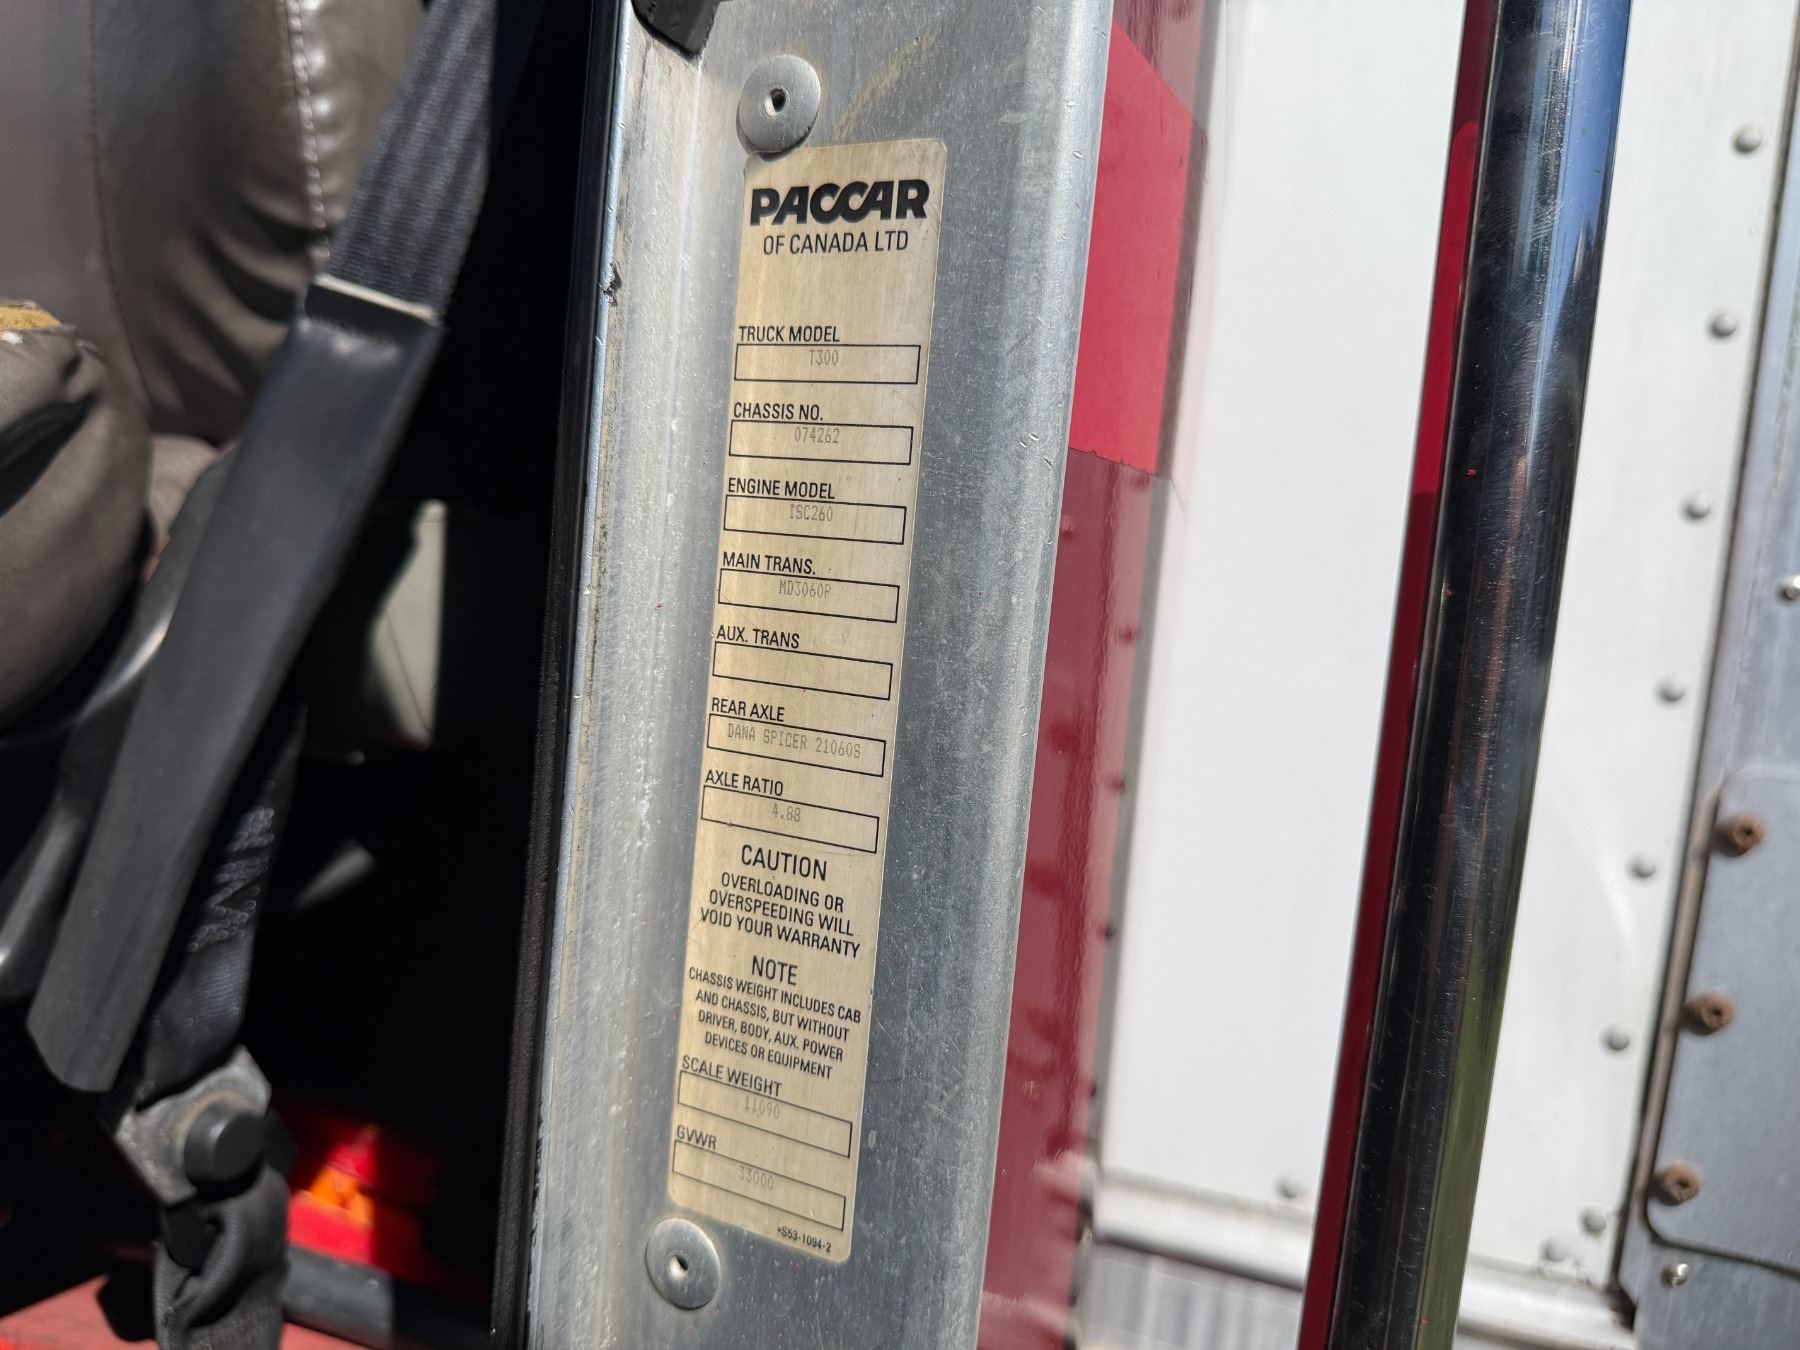 PACCAR
OF CANADA LTD
TRUCK MODEL
T300
CHASSIS NO.
074262
ENGINE MODEL
ISC260
MAIN TRANS.
MD3060P
AUX. TRANS
REAR AXLE
DANA SPICER 21060S
AXLE RATIO
4.88
CAUTION
OVERLOADING OR
OVERSPEEDING WILL
VOID YOUR WARRANTY
NOTE
CHASSIS WEIGHT INCLUDES CAB
AND CHASSIS, BUT WITHOUT
DRIVER, BODY, AUX. POWER
DEVICES OR EQUIPMENT
SCALE WEIGHT
11090
GVWR
33000
*S53-1094-2